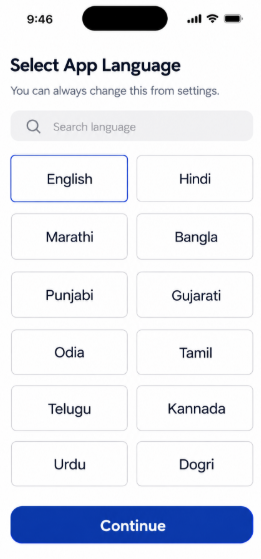 9:46
Select App Language
You can always change this from settings.
Search language
English
Hindi
Marathi
Bangla
Punjabi
Gujarati
Odia
Tamil
Telugu
Kannada
Urdu
Dogri
Continue